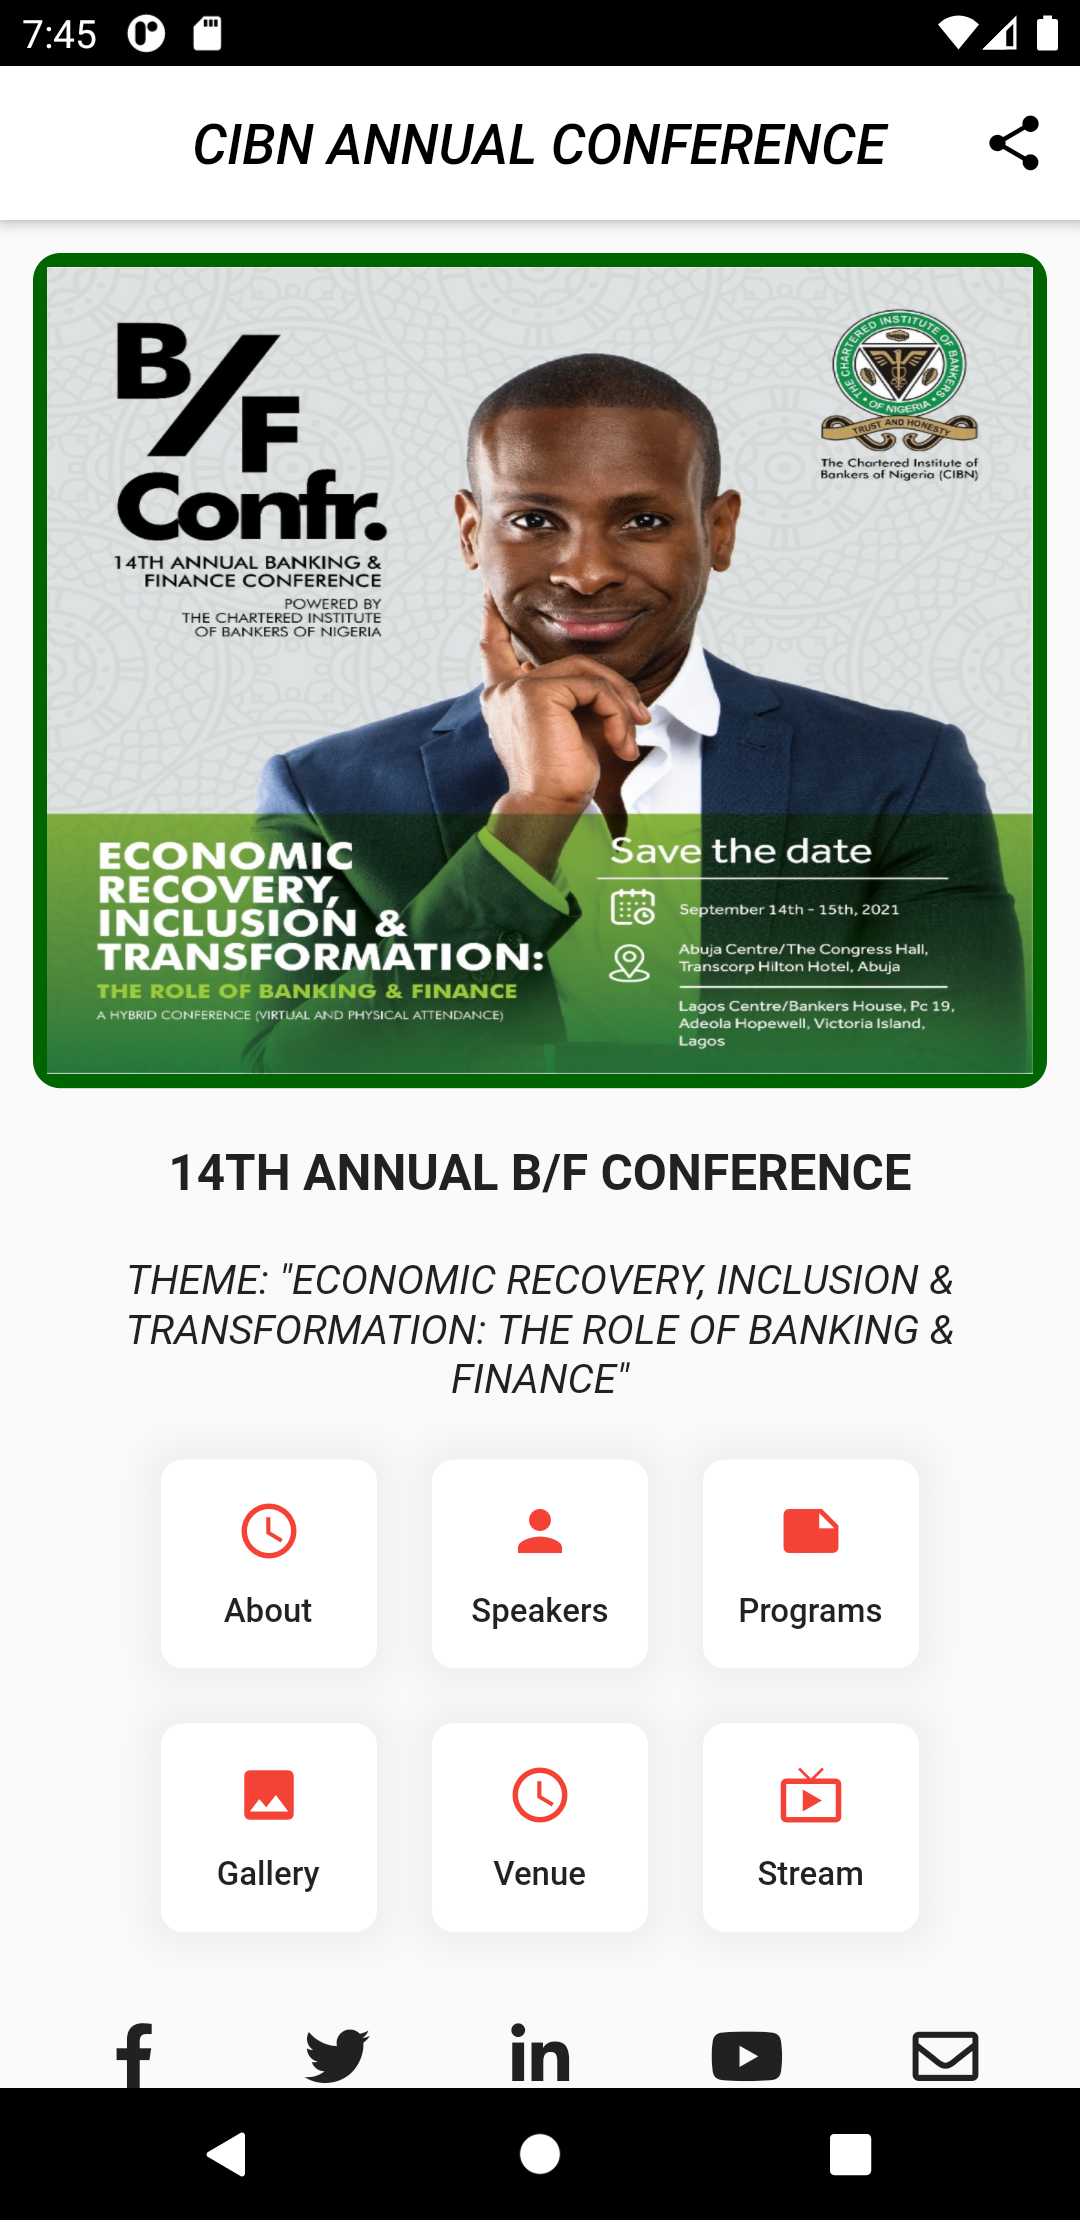 7:45
CIBN ANNUAL CONFERENCE
B/F
Confr.
14TH ANNUAL BANKING &
FINANCE CONFERENCE
POWERED BY
THE CHARTERED INSTITUTE
OF BANKERS OF NIGERIA
THE CHARTERED INSTITUTE OF BANKERS
• OF NIGERIA •
TRUST AND HONESTY
The Chartered Institute of
Bankers of Nigeria (CIBN)
ECONOMIC
RECOVERY,
INCLUSION &
TRANSFORMATION:
THE ROLE OF BANKING & FINANCE
A HYBRID CONFERENCE (VIRTUAL AND PHYSICAL ATTENDANCE)
Save the date
September 14th - 15th, 2021
Abuja Centre/The Congress Hall,
Transcorp Hilton Hotel, Abuja
Lagos Centre/Bankers House, Pc 19,
Adeola Hopewell, Victoria Island,
Lagos
14TH ANNUAL B/F CONFERENCE
THEME: "ECONOMIC RECOVERY, INCLUSION &
TRANSFORMATION: THE ROLE OF BANKING &
FINANCE"
About
Speakers
Programs
Gallery
Venue
Stream